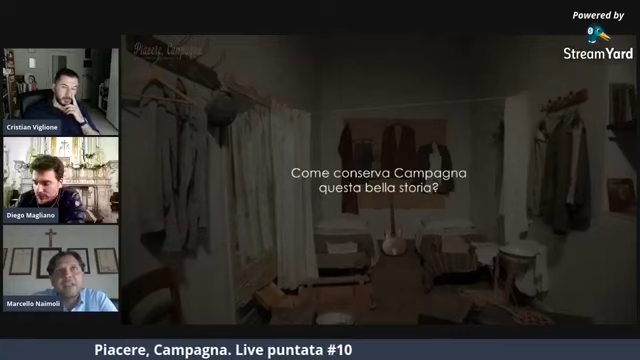 Powered by
StreamYard
Piacere, Campagna
Come conserva Campagna
questa bella storia?
Cristian Viglione
Diego Magliano
Marcello Naimoli
Piacere, Campagna. Live puntata #10